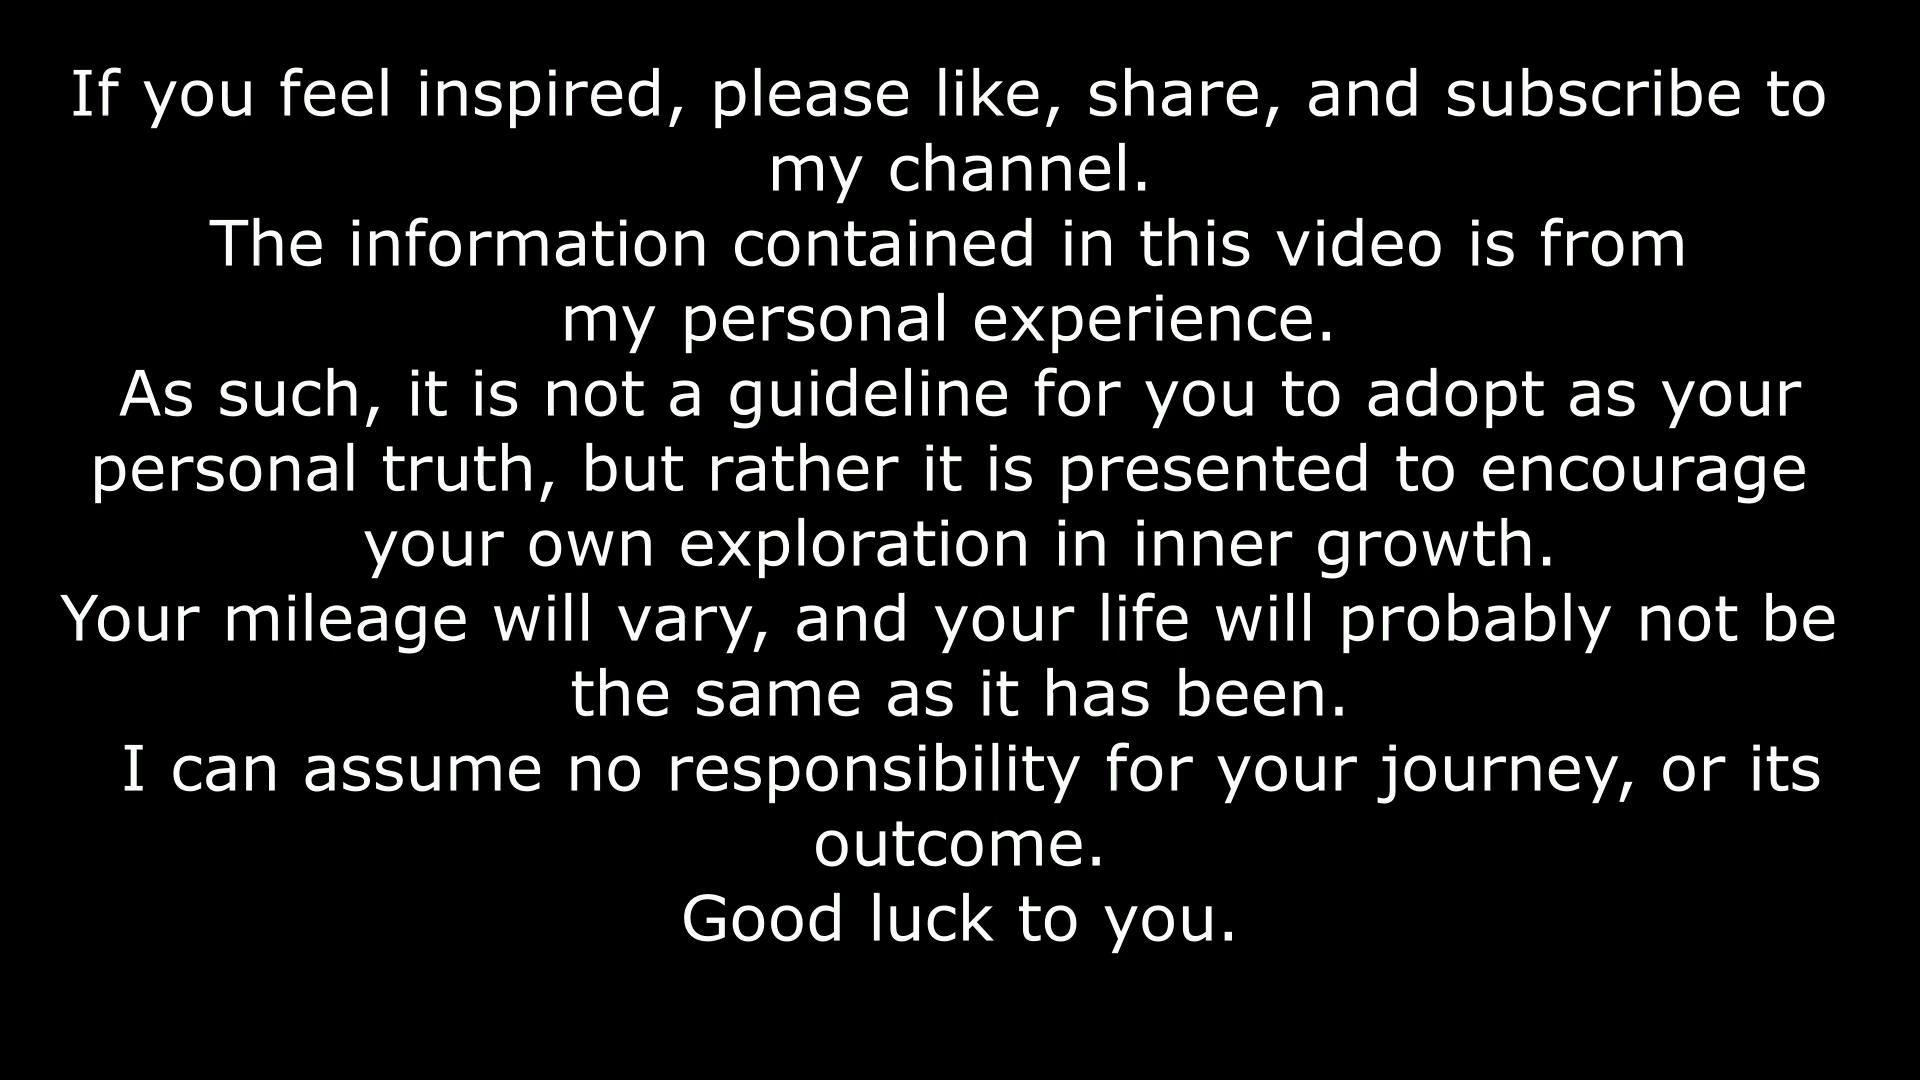 If you feel inspired, please like, share, and subscribe to
my channel.
The information contained in this video is from
my personal experience.
As such, it is not a guideline for you to adopt as your
personal truth, but rather it is presented to encourage
your own exploration in inner growth.
Your mileage will vary, and your life will probably not be
the same as it has been.
I can assume no responsibility for your journey, or its
outcome.
Good luck to you.